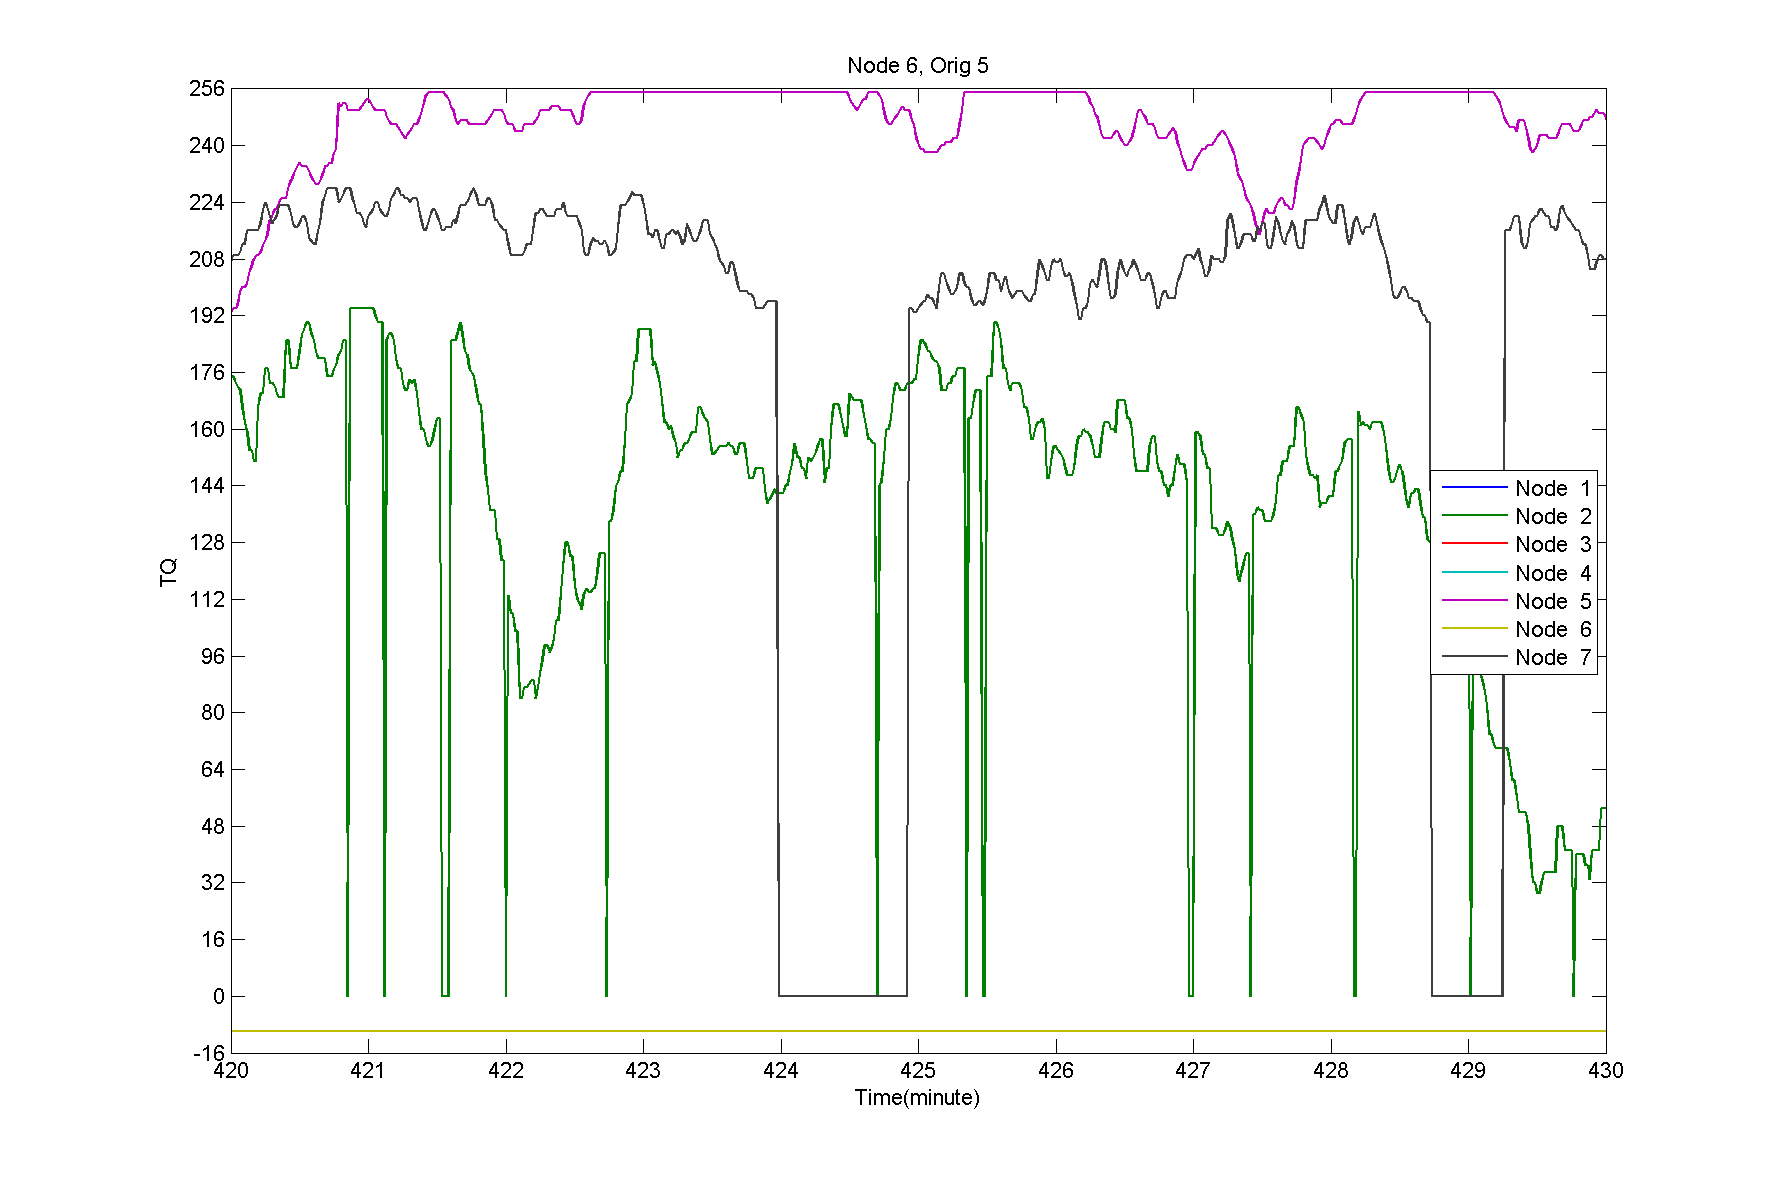 Node 6, Orig 5
256
240
224
208
192
176
160
144
128
112
96
80
64
48
32
16
0
-16
TQ
Node 1
Node 2
Node 3
Node 4
Node 5
Node 6
Node 7
420 421 422 423 424 425 426 427 428 429 430
Time(minute)